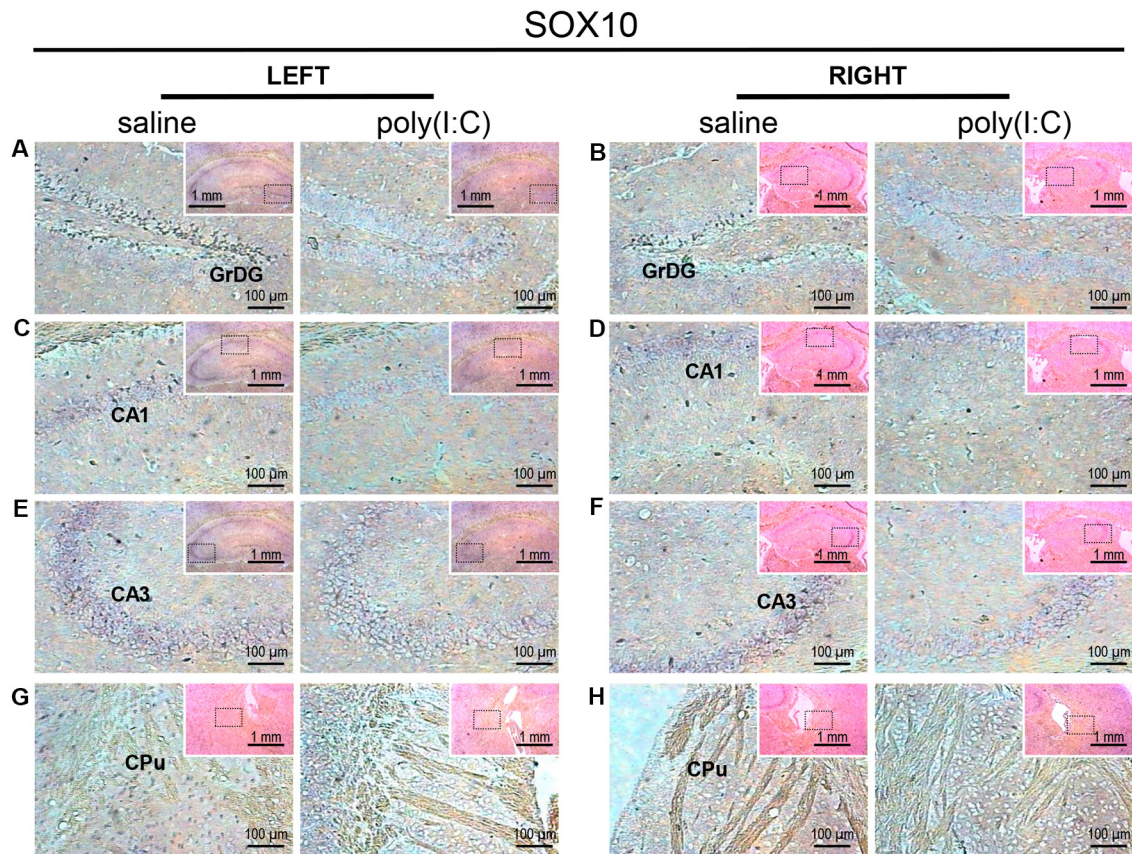 SOX10
LEFT RIGHT
saline poly(I:C) saline poly(I:C)
A B
1 mm 1 mm 1 mm 1 mm
GrDG GrDG
100 µm 100 µm 100 µm 100 µm
C D
1 mm 1 mm 1 mm 1 mm
CA1 CA1
100 µm 100 µm 100 µm 100 µm
E F
1 mm 1 mm 1 mm 1 mm
CA3 CA3
100 µm 100 µm 100 µm 100 µm
G H
1 mm 1 mm 1 mm 1 mm
CPu CPu
100 µm 100 µm 100 µm 100 µm